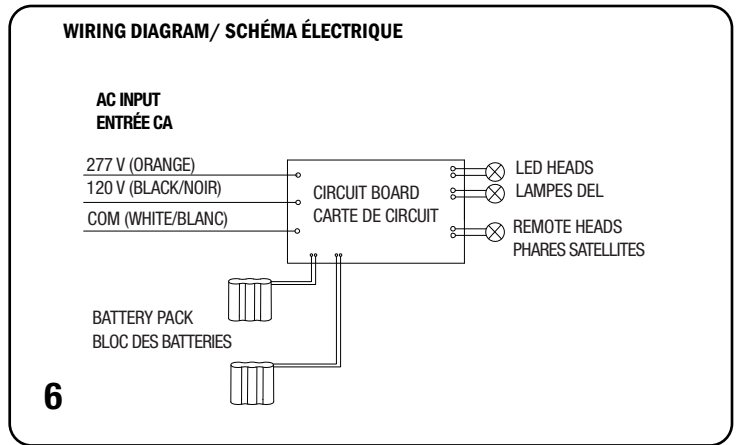 WIRING DIAGRAM/ SCHÉMA ÉLECTRIQUE
AC INPUT
ENTRÉE CA
277 V (ORANGE)
120 V (BLACK/NOIR)
COM (WHITE/BLANC)
CIRCUIT BOARD
CARTE DE CIRCUIT
LED HEADS
LAMPES DEL
REMOTE HEADS
PHARES SATELLITES
BATTERY PACK
BLOC DES BATTERIES
6